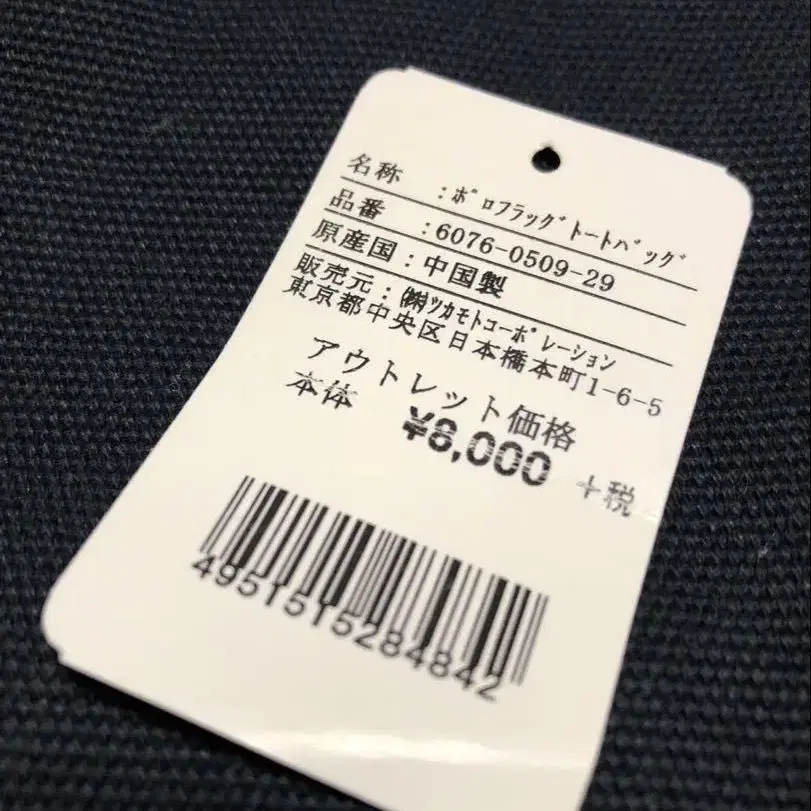 名称 :ﾎﾟﾛﾌﾗｯｸﾞﾄｰﾄﾊﾞｯｸﾞ
品番 :6076-0509-29
原産国:中国製
販売元:㈱ﾂｶﾓﾄｺｰﾎﾟﾚｰｼｮﾝ
東京都中央区日本橋本町1-6-5
アウトレット価格
本体 ¥8,000 +税
4951515284842